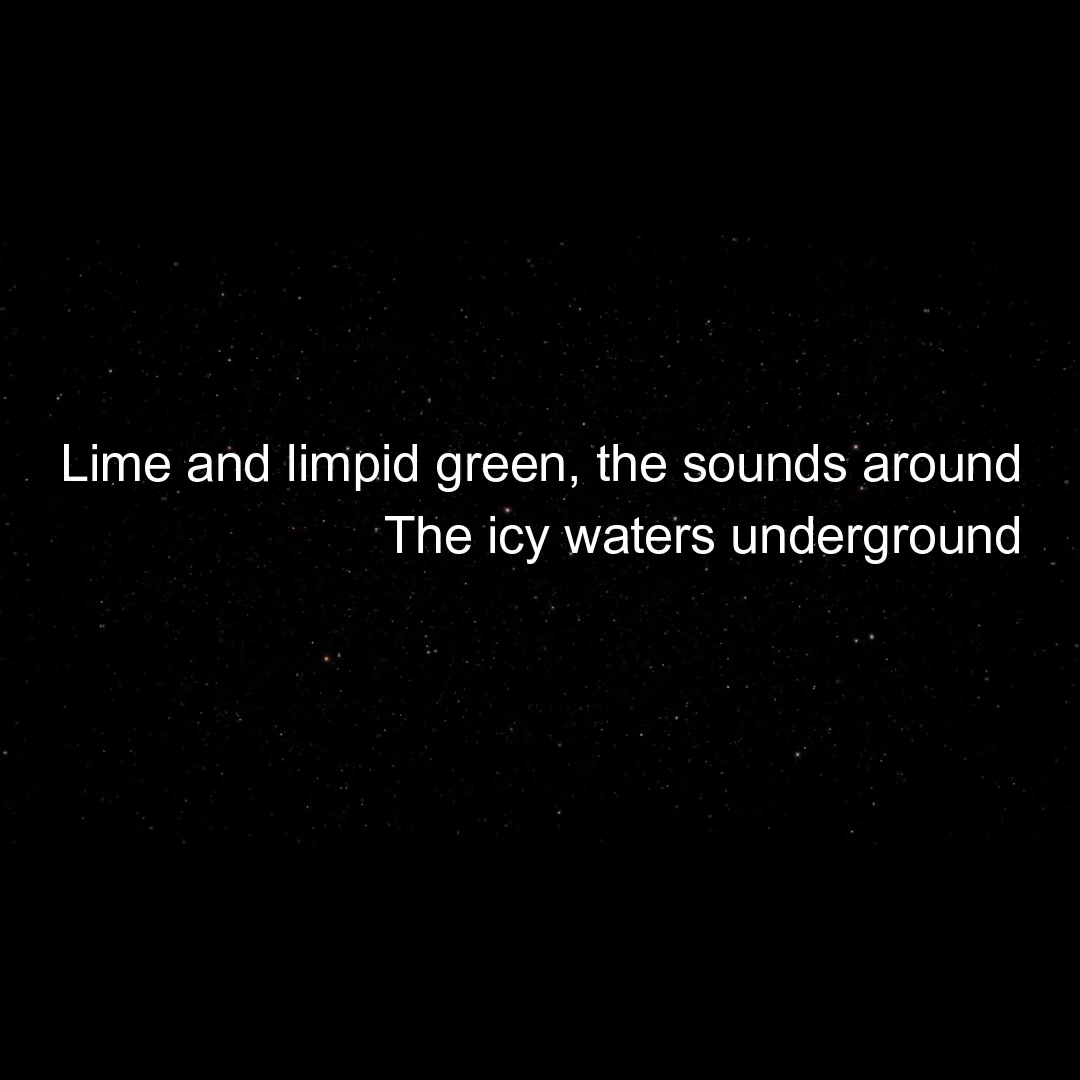 Lime and limpid green, the sounds around
The icy waters underground